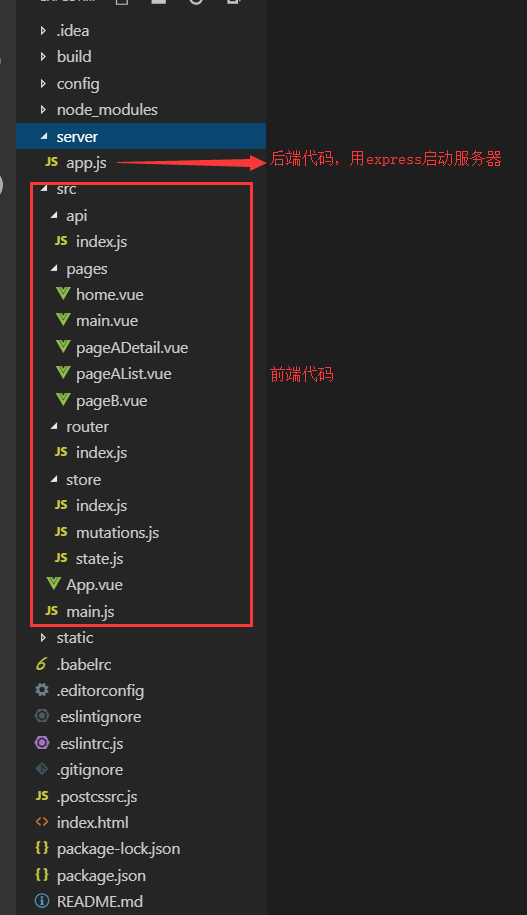 .idea
build
config
node_modules
server
JS app.js
后端代码，用express启动服务器
src
api
JS index.js
pages
home.vue
main.vue
pageADetail.vue
pageAList.vue
前端代码
pageB.vue
router
JS index.js
store
JS index.js
JS mutations.js
JS state.js
App.vue
JS main.js
static
.babelrc
.editorconfig
.eslintignore
.eslintrc.js
.gitignore
JS .postcssrc.js
<> index.html
{} package-lock.json
{} package.json
README.md